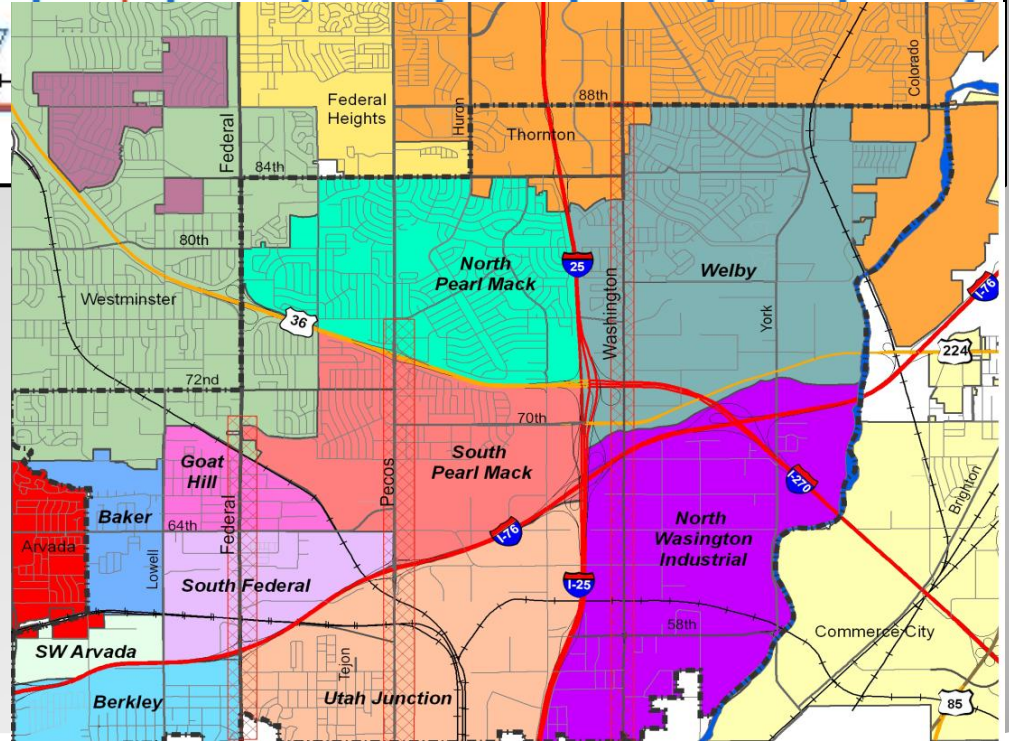 Federal
Heights
Huron
88th
Colorado
Thornton
Federal
84th
80th
North
Pearl Mack
25
Washington
Welby
I-76
Westminster
36
York
224
72nd
70th
South
Pearl Mack
Goat
Hill
Pecos
I-270
Brighton
Baker
64th
Federal
I-76
North
Wasington
Industrial
Arvada
Lowell
South Federal
I-25
58th
Commerce City
SW Arvada
Tejon
Berkley
Utah Junction
85